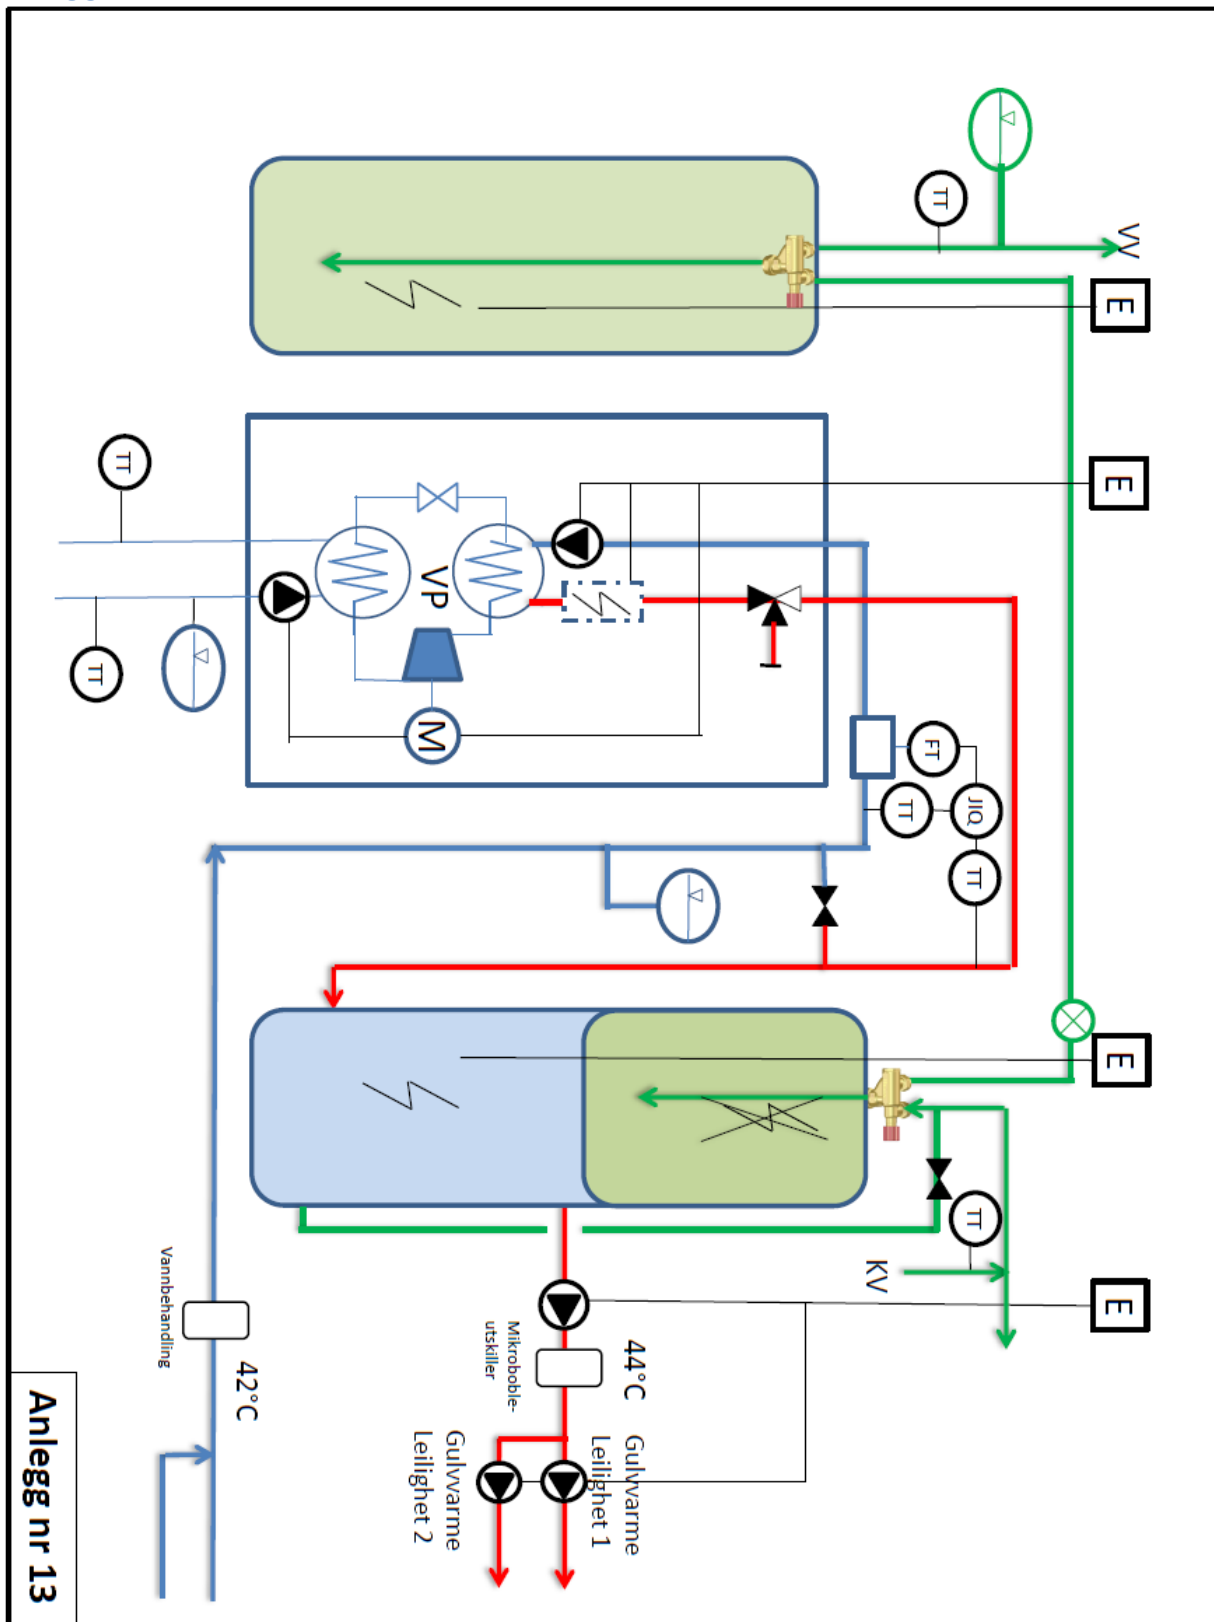 VV
E
E
E
E
TT
FT
JIQ
TT
TT
TT
KV
44°C
Gulvvarme
Leilighet 1
Mikroboble-
utskiller
Gulvvarme
Leilighet 2
VP
M
42°C
Vannbehandling
TT
TT
Anlegg nr 13